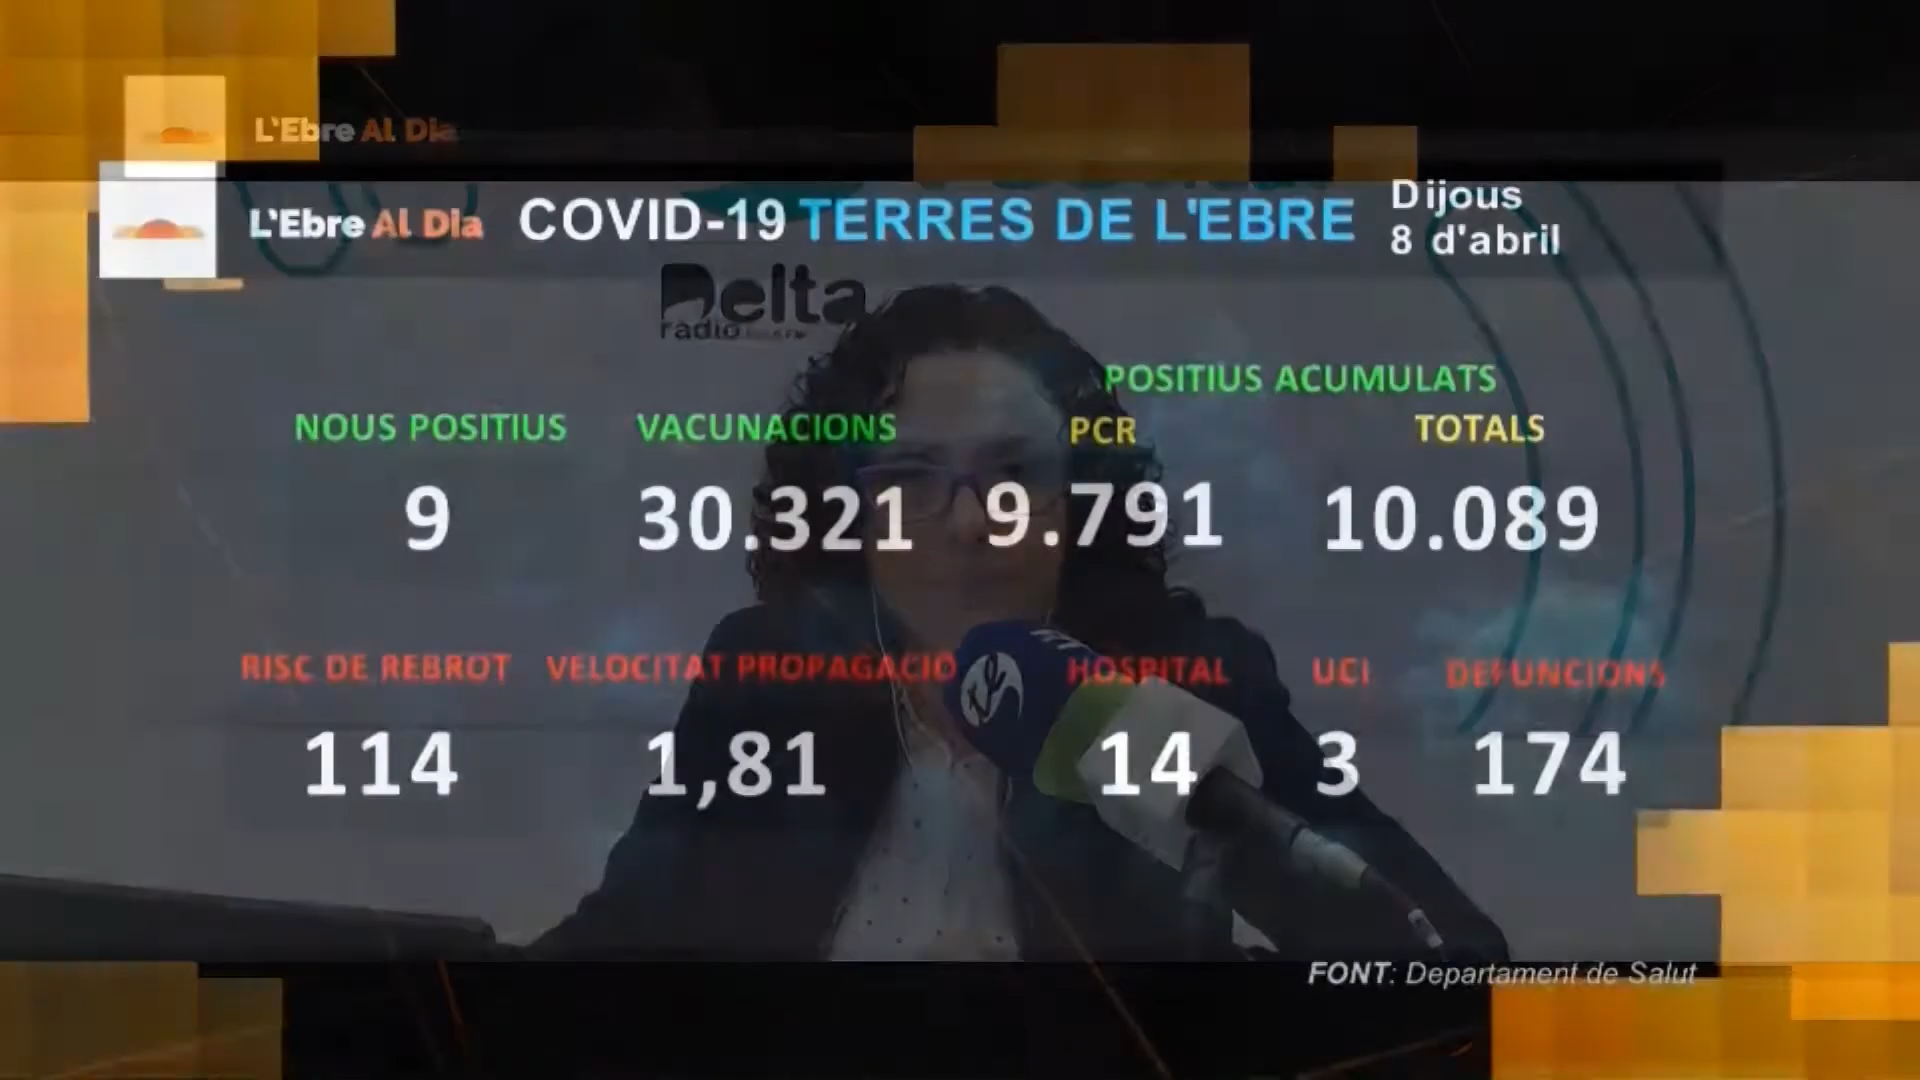 L'Ebre Al Dia
L'Ebre Al Dia
COVID-19 TERRES DE L'EBRE
Dijous
8 d'abril
Delta
ràdio
POSITIUS ACUMULATS
NOUS POSITIUS VACUNACIONS PCR TOTALS
9 30.321 9.791 10.089
RISC DE REBROT VELOCITAT PROPAGACIÓ HOSPITAL UCI DEFUNCIONS
114 1,81 14 3 174
FONT: Departament de Salut